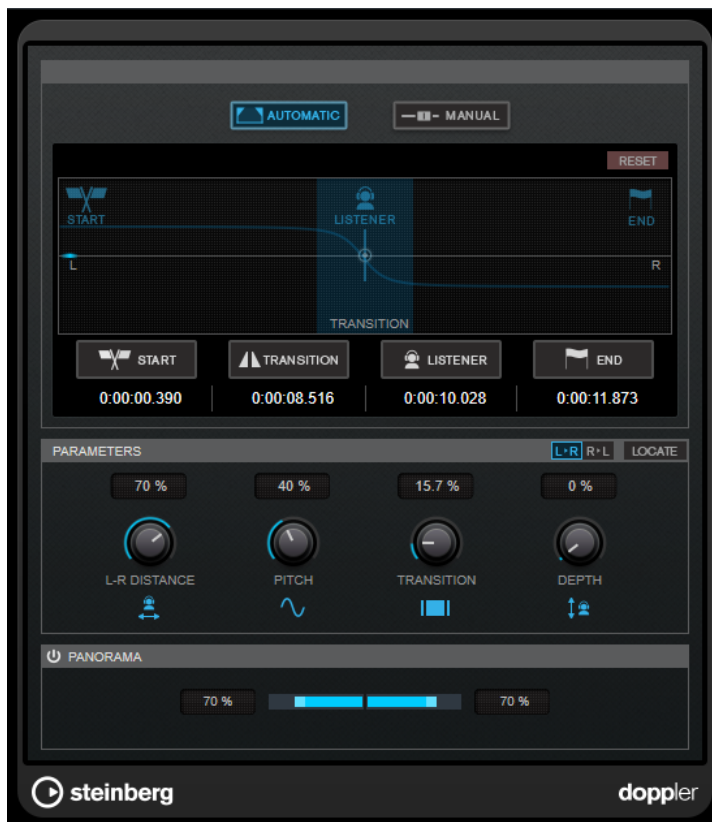 AUTOMATIC MANUAL
RESET
START LISTENER END
L R
TRANSITION
START TRANSITION LISTENER END
0:00:00.390 0:00:08.516 0:00:10.028 0:00:11.873
PARAMETERS L▸R R▸L LOCATE
70 % 40 % 15.7 % 0 %
L-R DISTANCE PITCH TRANSITION DEPTH
PANORAMA
70 % 70 %
steinberg doppler